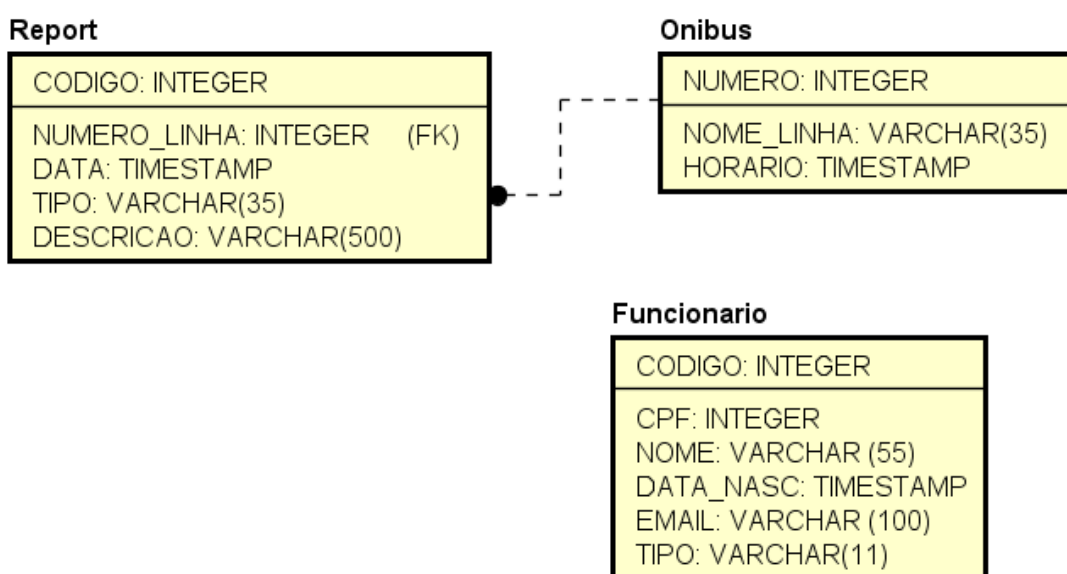 Report
CODIGO: INTEGER
NUMERO_LINHA: INTEGER (FK)
DATA: TIMESTAMP
TIPO: VARCHAR(35)
DESCRICAO: VARCHAR(500)
Onibus
NUMERO: INTEGER
NOME_LINHA: VARCHAR(35)
HORARIO: TIMESTAMP
Funcionario
CODIGO: INTEGER
CPF: INTEGER
NOME: VARCHAR (55)
DATA_NASC: TIMESTAMP
EMAIL: VARCHAR (100)
TIPO: VARCHAR(11)